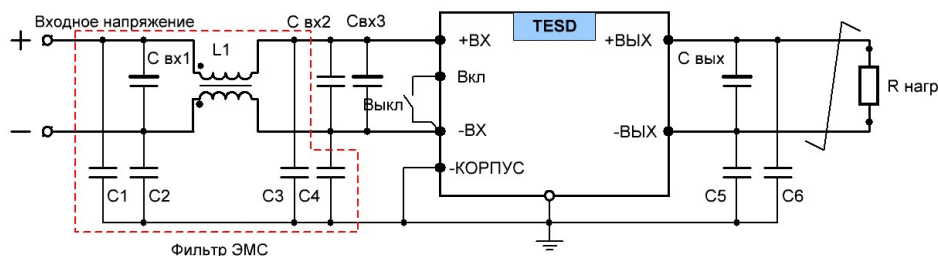 Входное напряжение
С вх2
Свх3
TESD
L1
+ВХ
+ВЫХ
С вх1
Вкл
С вых
Выкл
R нагр
-ВХ
-ВЫХ
-КОРПУС
C1
C2
C3
C4
C5
C6
Фильтр ЭМС